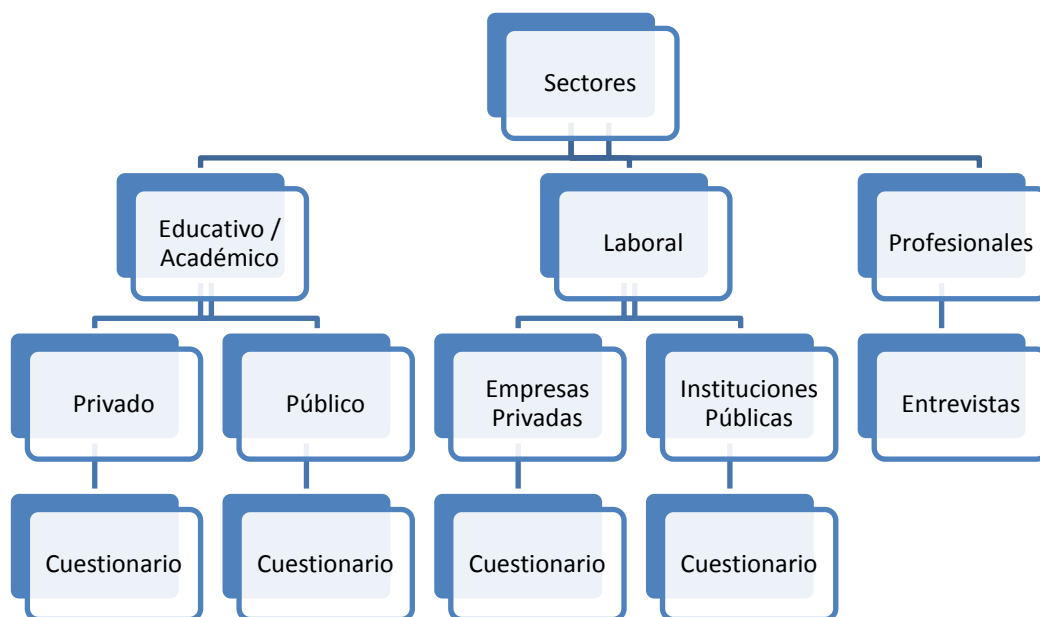 Sectores
Educativo /
Académico
Laboral
Profesionales
Privado
Público
Empresas
Privadas
Instituciones
Públicas
Entrevistas
Cuestionario
Cuestionario
Cuestionario
Cuestionario